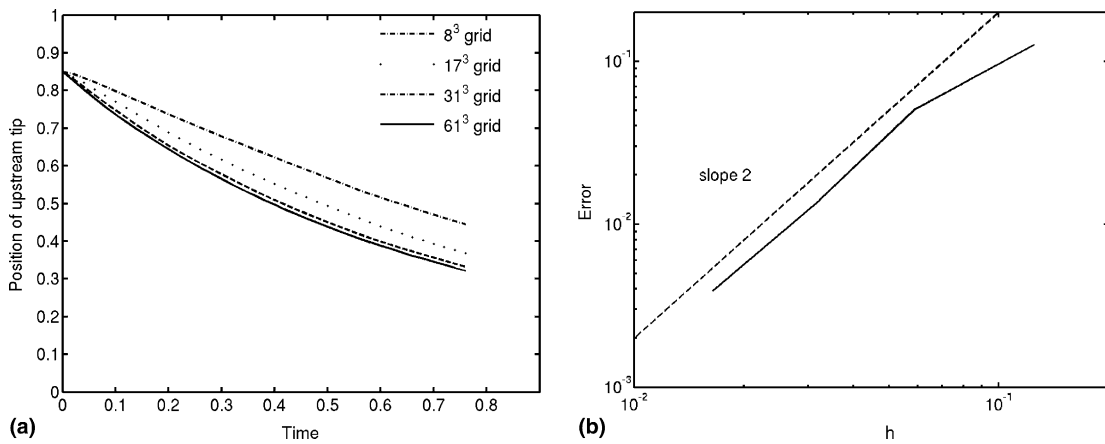 1
0.9
0.8
0.7
0.6
0.5
0.4
0.3
0.2
0.1
0
Position of upstream tip
8³ grid
17³ grid
31³ grid
61³ grid
0 0.1 0.2 0.3 0.4 0.5 0.6 0.7 0.8
Time
(a)
10⁻¹
10⁻²
10⁻³
Error
slope 2
10⁻² 10⁻¹
h
(b)